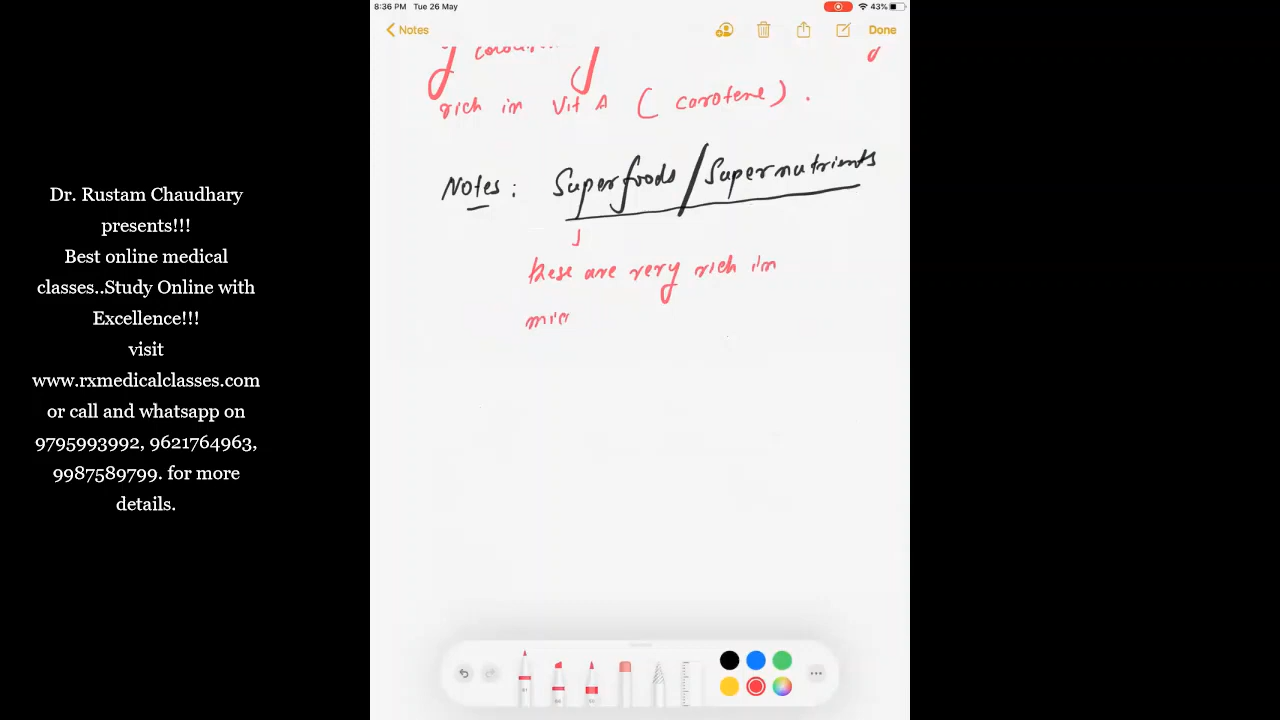 8:36 PM Tue 26 May
43%
Notes
Done
rich in Vit A ( carotene ) .
Notes : Superfoods / Supernutrients
these are very rich in
mic
Dr. Rustam Chaudhary
presents!!!
Best online medical
classes..Study Online with
Excellence!!!
visit
www.rxmedicalclasses.com
or call and whatsapp on
9795993992, 9621764963,
9987589799. for more
details.